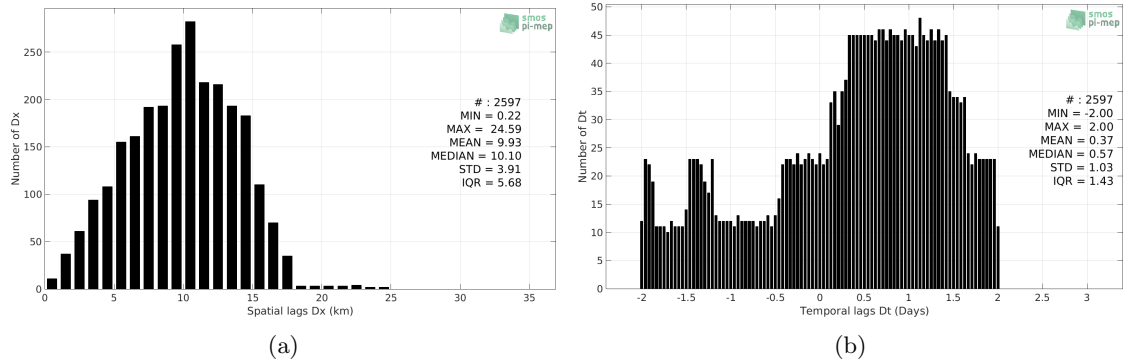 smos
pi-mep
250
200
150
100
50
0
Number of Dx
# : 2597
MIN = 0.22
MAX = 24.59
MEAN = 9.93
MEDIAN = 10.10
STD = 3.91
IQR = 5.68
0 5 10 15 20 25 30 35
Spatial lags Dx (km)
(a)
smos
pi-mep
50
45
40
35
30
25
20
15
10
5
0
Number of Dt
# : 2597
MIN = -2.00
MAX = 2.00
MEAN = 0.37
MEDIAN = 0.57
STD = 1.03
IQR = 1.43
-2 -1.5 -1 -0.5 0 0.5 1 1.5 2 2.5 3
Temporal lags Dt (Days)
(b)